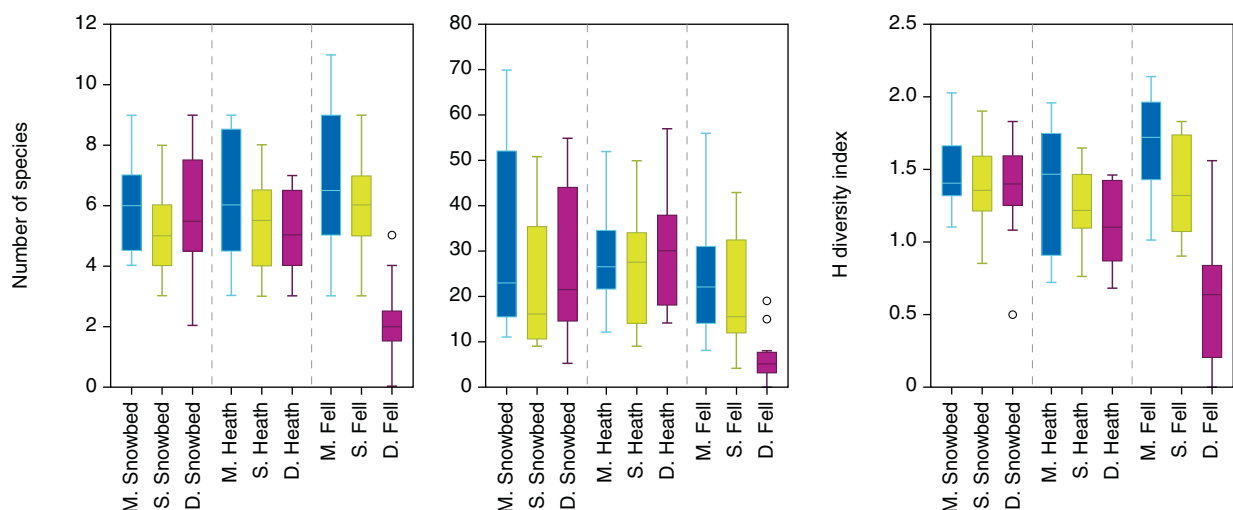 Number of species
12
10
8
6
4
2
0
M. Snowbed
S. Snowbed
D. Snowbed
M. Heath
S. Heath
D. Heath
M. Fell
S. Fell
D. Fell
80
70
60
50
40
30
20
10
0
M. Snowbed
S. Snowbed
D. Snowbed
M. Heath
S. Heath
D. Heath
M. Fell
S. Fell
D. Fell
H diversity index
2.5
2.0
1.5
1.0
0.5
0
M. Snowbed
S. Snowbed
D. Snowbed
M. Heath
S. Heath
D. Heath
M. Fell
S. Fell
D. Fell